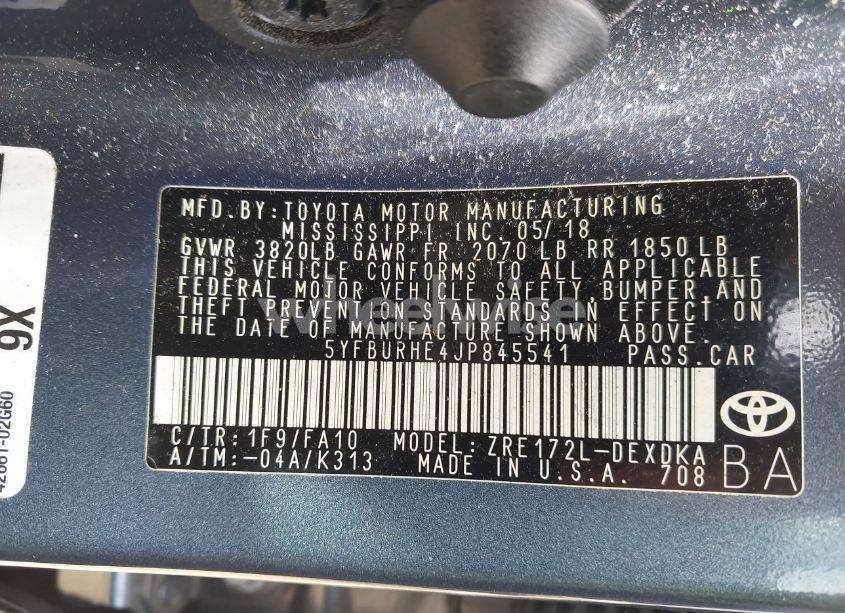 MFD.BY:TOYOTA MOTOR MANUFACTURING
MISSISSIPPI INC.05/18
GVWR 3820LB GAWR FR 2070 LB RR 1850 LB
THIS VEHICLE CONFORMS TO ALL APPLICABLE
FEDERAL MOTOR VEHICLE SAFETY,BUMPER,AND
THEFT PREVENTION STANDARDS IN EFFECT ON
THE DATE OF MANUFACTURE SHOWN ABOVE.
5YFBURHE4JP845541 PASS.CAR
C/TR:1F9/FA10 MODEL: ZRE172L-DEXDKA
A/TM:-04A/K313 MADE IN U.S.A. 708
BA
9X
42661-02G60